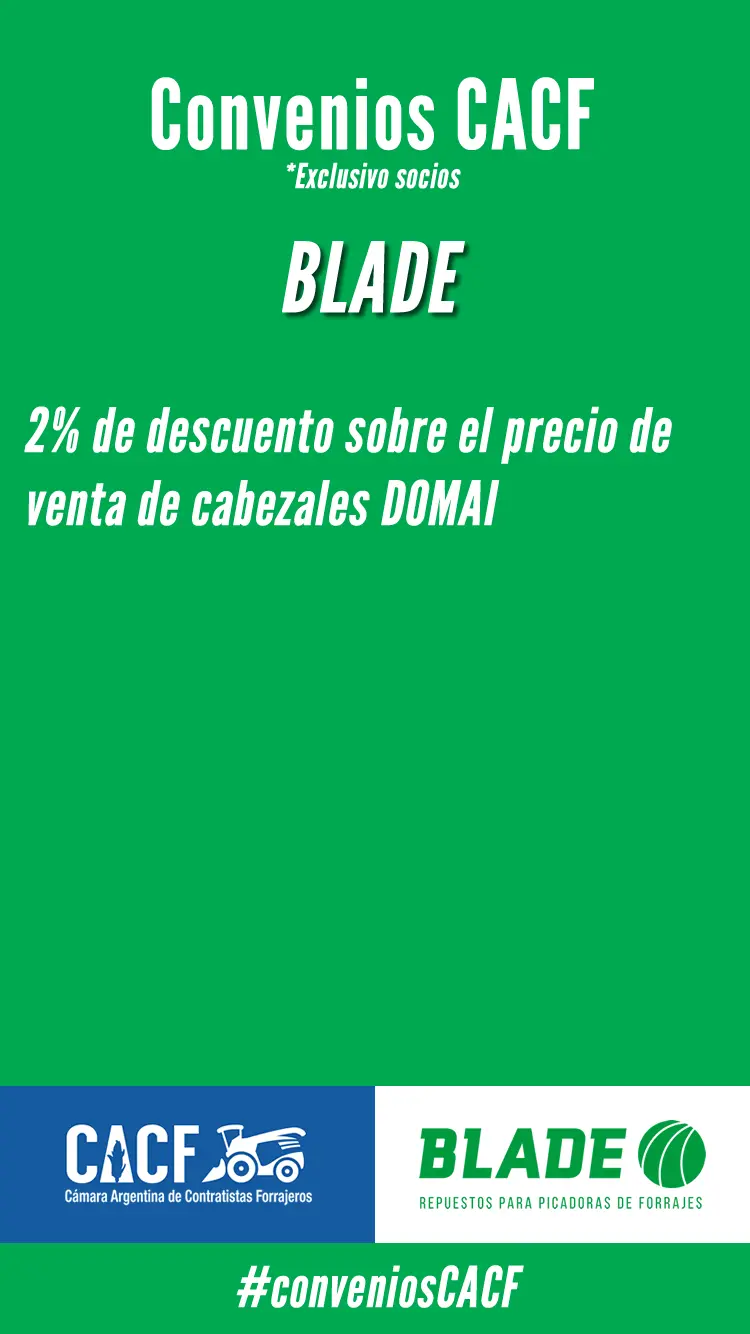 Convenios CACF
*Exclusivo socios
BLADE
2% de descuento sobre el precio de
venta de cabezales DOMAI
CACF
Cámara Argentina de Contratistas Forrajeros
BLADE
REPUESTOS PARA PICADORAS DE FORRAJES
#conveniosCACF